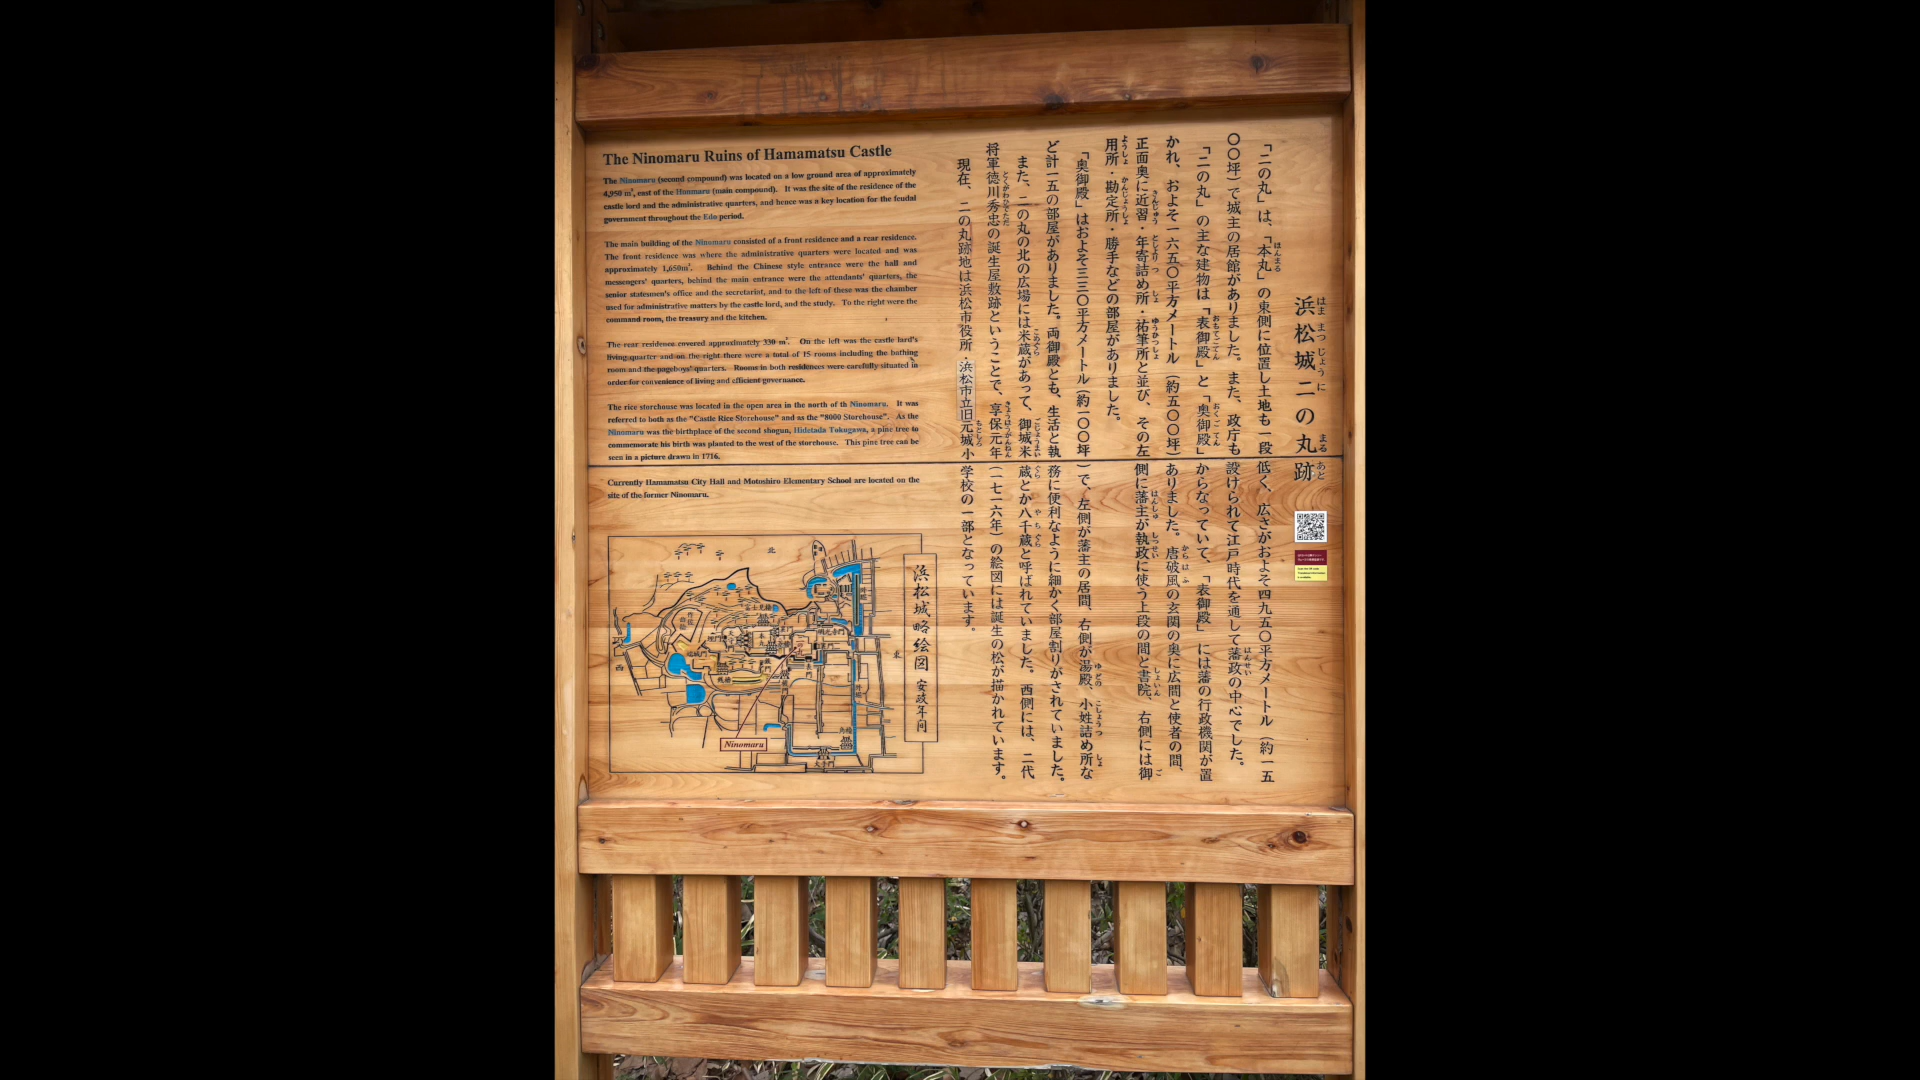 The Ninomaru Ruins of Hamamatsu Castle
The Ninomaru (second compound) was located on a low ground area of approximately
4,950 m², east of the Honmaru (main compound). It was the site of the residence of the
castle lord and the administrative quarters, and hence was a key location for the feudal
government throughout the Edo period.
The main building of the Ninomaru consisted of a front residence and a rear residence.
The front residence was where the administrative quarters were located and was
approximately 1,650m². Behind the Chinese style entrance were the hall and
messengers' quarters, behind the main entrance were the attendants' quarters, the
senior statesmen's office and the secretariat, and to the left of these was the chamber
used for administrative matters by the castle lord, and the study. To the right were the
command room, the treasury and the kitchen.
The rear residence covered approximately 330 m². On the left was the castle lard's
living quarter and on the right there were a total of 15 rooms including the bathing
room and the pageboys' quarters. Rooms in both residences were carefully situated in
order for convenience of living and efficient governance.
The rice storehouse was located in the open area in the north of th Ninomaru. It was
referred to both as the "Castle Rice Storehouse" and as the "8000 Storehouse". As the
Ninomaru was the birthplace of the second shogun, Hidetada Tokugawa, a pine tree to
commemorate his birth was planted to the west of the storehouse. This pine tree can be
seen in a picture drawn in 1716.
Currently Hamamatsu City Hall and Motoshiro Elementary School are located on the
site of the former Ninomaru.
浜松城二の丸跡
はままつじょうにまるあと
「二の丸」は、「本丸」の東側に位置し土地も一段低く、広さがおよそ四九五〇平方メートル（約一五
〇〇坪）で城主の居館がありました。また、政庁も設けられて江戸時代を通して藩政の中心でした。
「二の丸」の主な建物は「表御殿」と「奥御殿」からなっていて、「表御殿」には藩の行政機関が置
かれ、およそ一六五〇平方メートル（約五〇〇坪）ありました。唐破風の玄関の奥に広間と使者の間、
正面奥に近習・年寄詰め所・祐筆所と並び、その左側に藩主が執政に使う上段の間と書院、右側には御
用所・勘定所・勝手などの部屋がありました。
「奥御殿」はおよそ三三〇平方メートル（約一〇〇坪）で、左側が藩主の居間、右側が湯殿、小姓詰め所な
ど計一五の部屋がありました。両御殿とも、生活と執務に便利なように細かく部屋割りがされていました。
また、二の丸の北の広場には米蔵があって、御城米蔵とか八千蔵と呼ばれていました。西側には、二代
将軍徳川秀忠の誕生屋敷跡ということで、享保元年（一七一六年）の絵図には誕生の松が描かれています。
現在、二の丸跡地は浜松市役所・浜松市立旧元城小学校の一部となっています。
浜松城略絵図 安政年间
北
東
西
Ninomaru